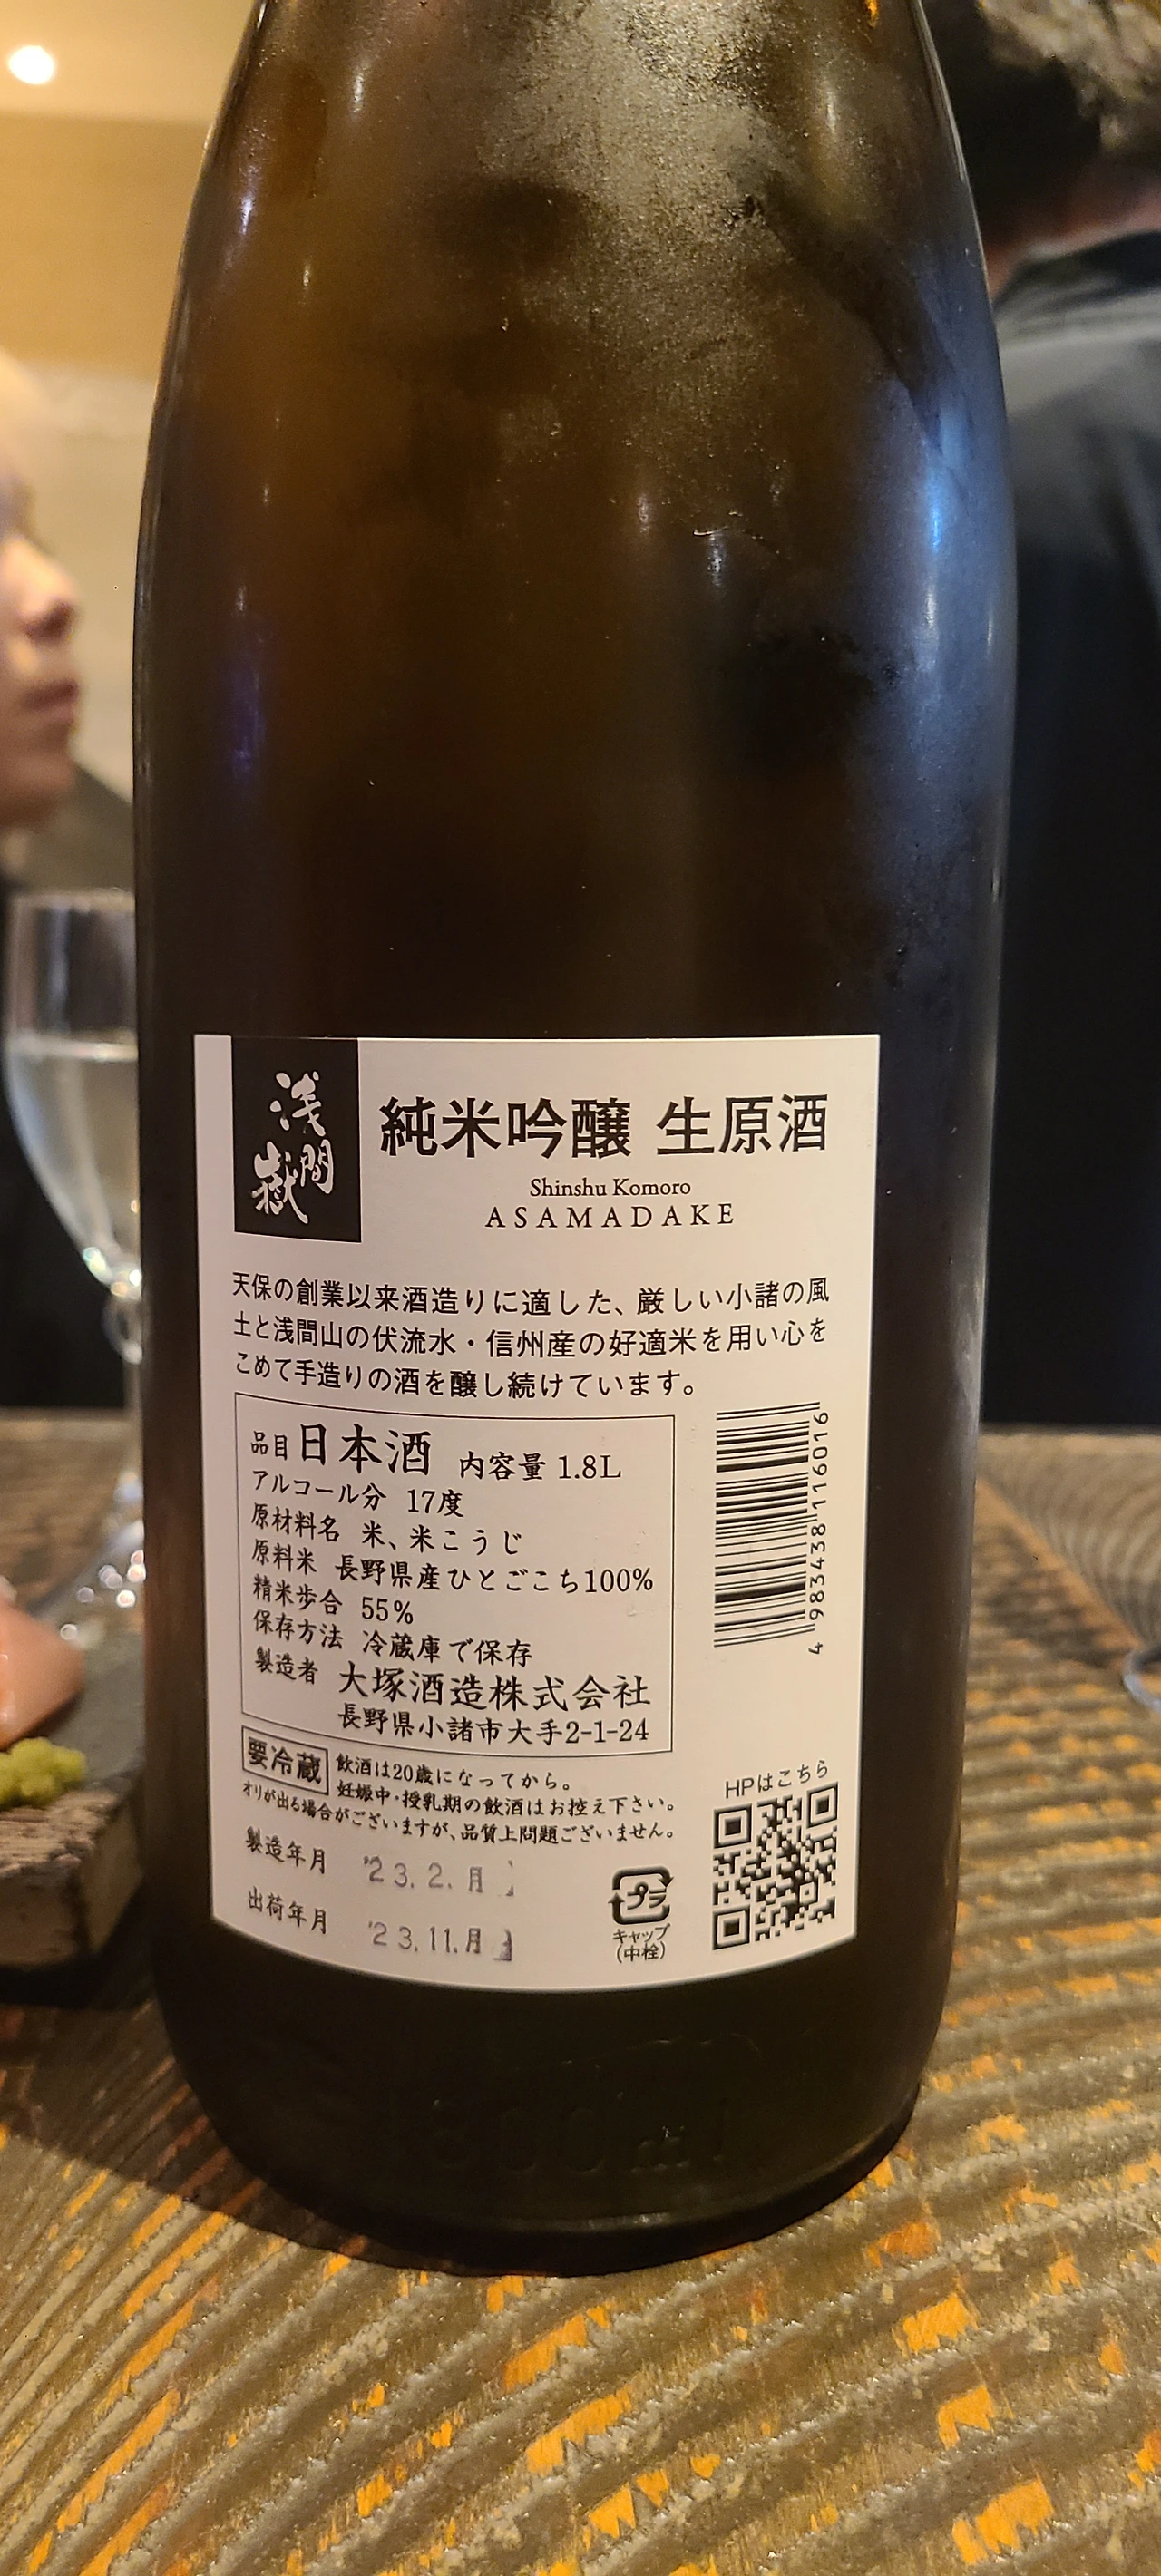 浅間嶽
純米吟醸 生原酒
Shinshu Komoro
ASAMADAKE
天保の創業以来酒造りに適した、厳しい小諸の風
土と浅間山の伏流水・信州産の好適米を用い心を
こめて手造りの酒を醸し続けています。
品目 日本酒 内容量 1.8L
アルコール分 17度
原材料名 米、米こうじ
原料米 長野県産ひとごこち100%
精米歩合 55%
保存方法 冷蔵庫で保存
製造者 大塚酒造株式会社
長野県小諸市大手2-1-24
4 983438 116016
要冷蔵 飲酒は20歳になってから。
妊娠中・授乳期の飲酒はお控え下さい。
オリが出る場合がございますが、品質上問題ございません。
製造年月 '23.2.月
出荷年月 '23.11.月
プラ
キャップ
(中栓)
HPはこちら